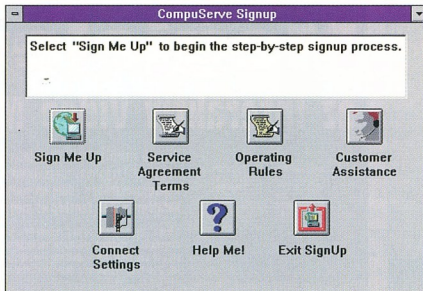 CompuServe Signup
Select "Sign Me Up" to begin the step-by-step signup process.
Sign Me Up
Service
Agreement
Terms
Operating
Rules
Customer
Assistance
Connect
Settings
Help Me!
Exit SignUp